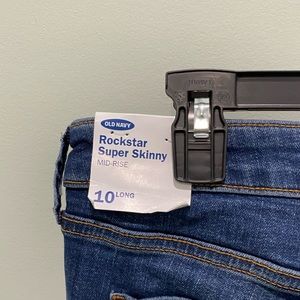 OLD NAVY
Rockstar
Super Skinny
MID-RISE
10 LONG